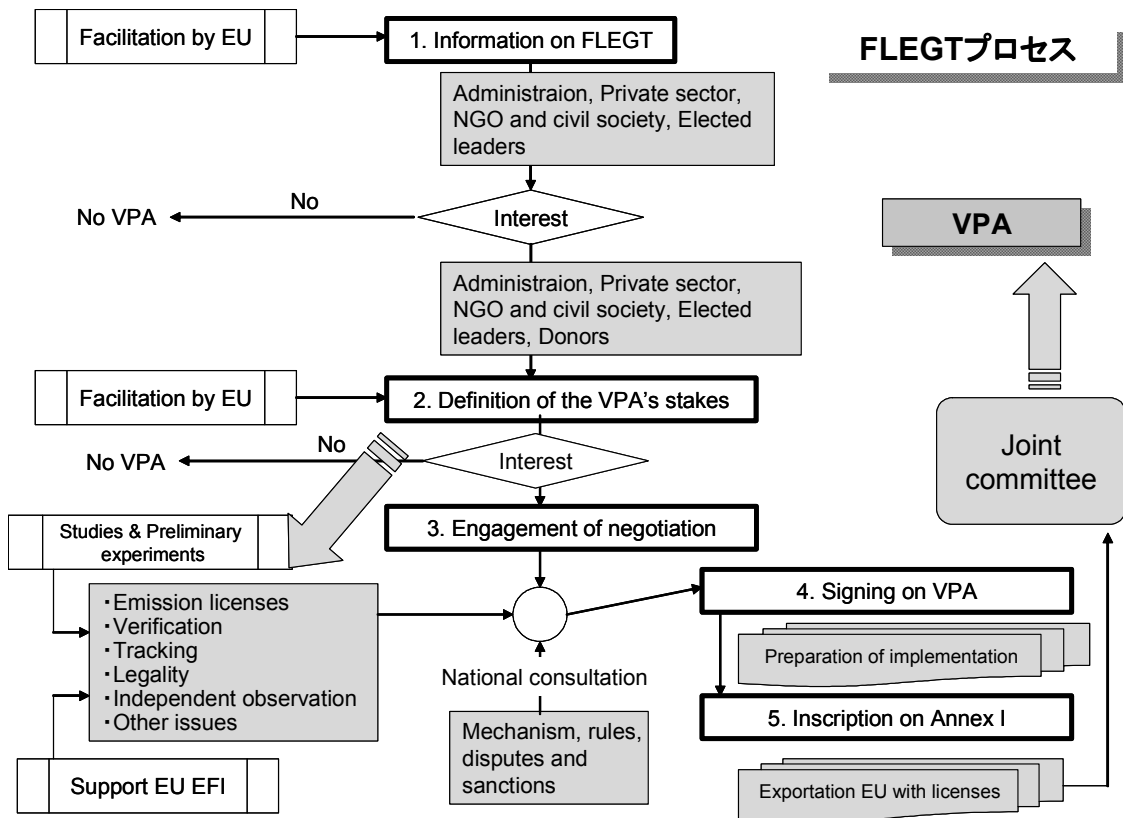 Facilitation by EU
1. Information on FLEGT
FLEGTプロセス
Administraion, Private sector,
NGO and civil society, Elected
leaders
No
No VPA
Interest
VPA
Administraion, Private sector,
NGO and civil society, Elected
leaders, Donors
Facilitation by EU
2. Definition of the VPA's stakes
No
No VPA
Interest
Joint
committee
3. Engagement of negotiation
Studies & Preliminary
experiments
4. Signing on VPA
・Emission licenses
・Verification
・Tracking
・Legality
・Independent observation
・Other issues
Preparation of implementation
National consultation
5. Inscription on Annex I
Mechanism, rules,
disputes and
sanctions
Support EU EFI
Exportation EU with licenses